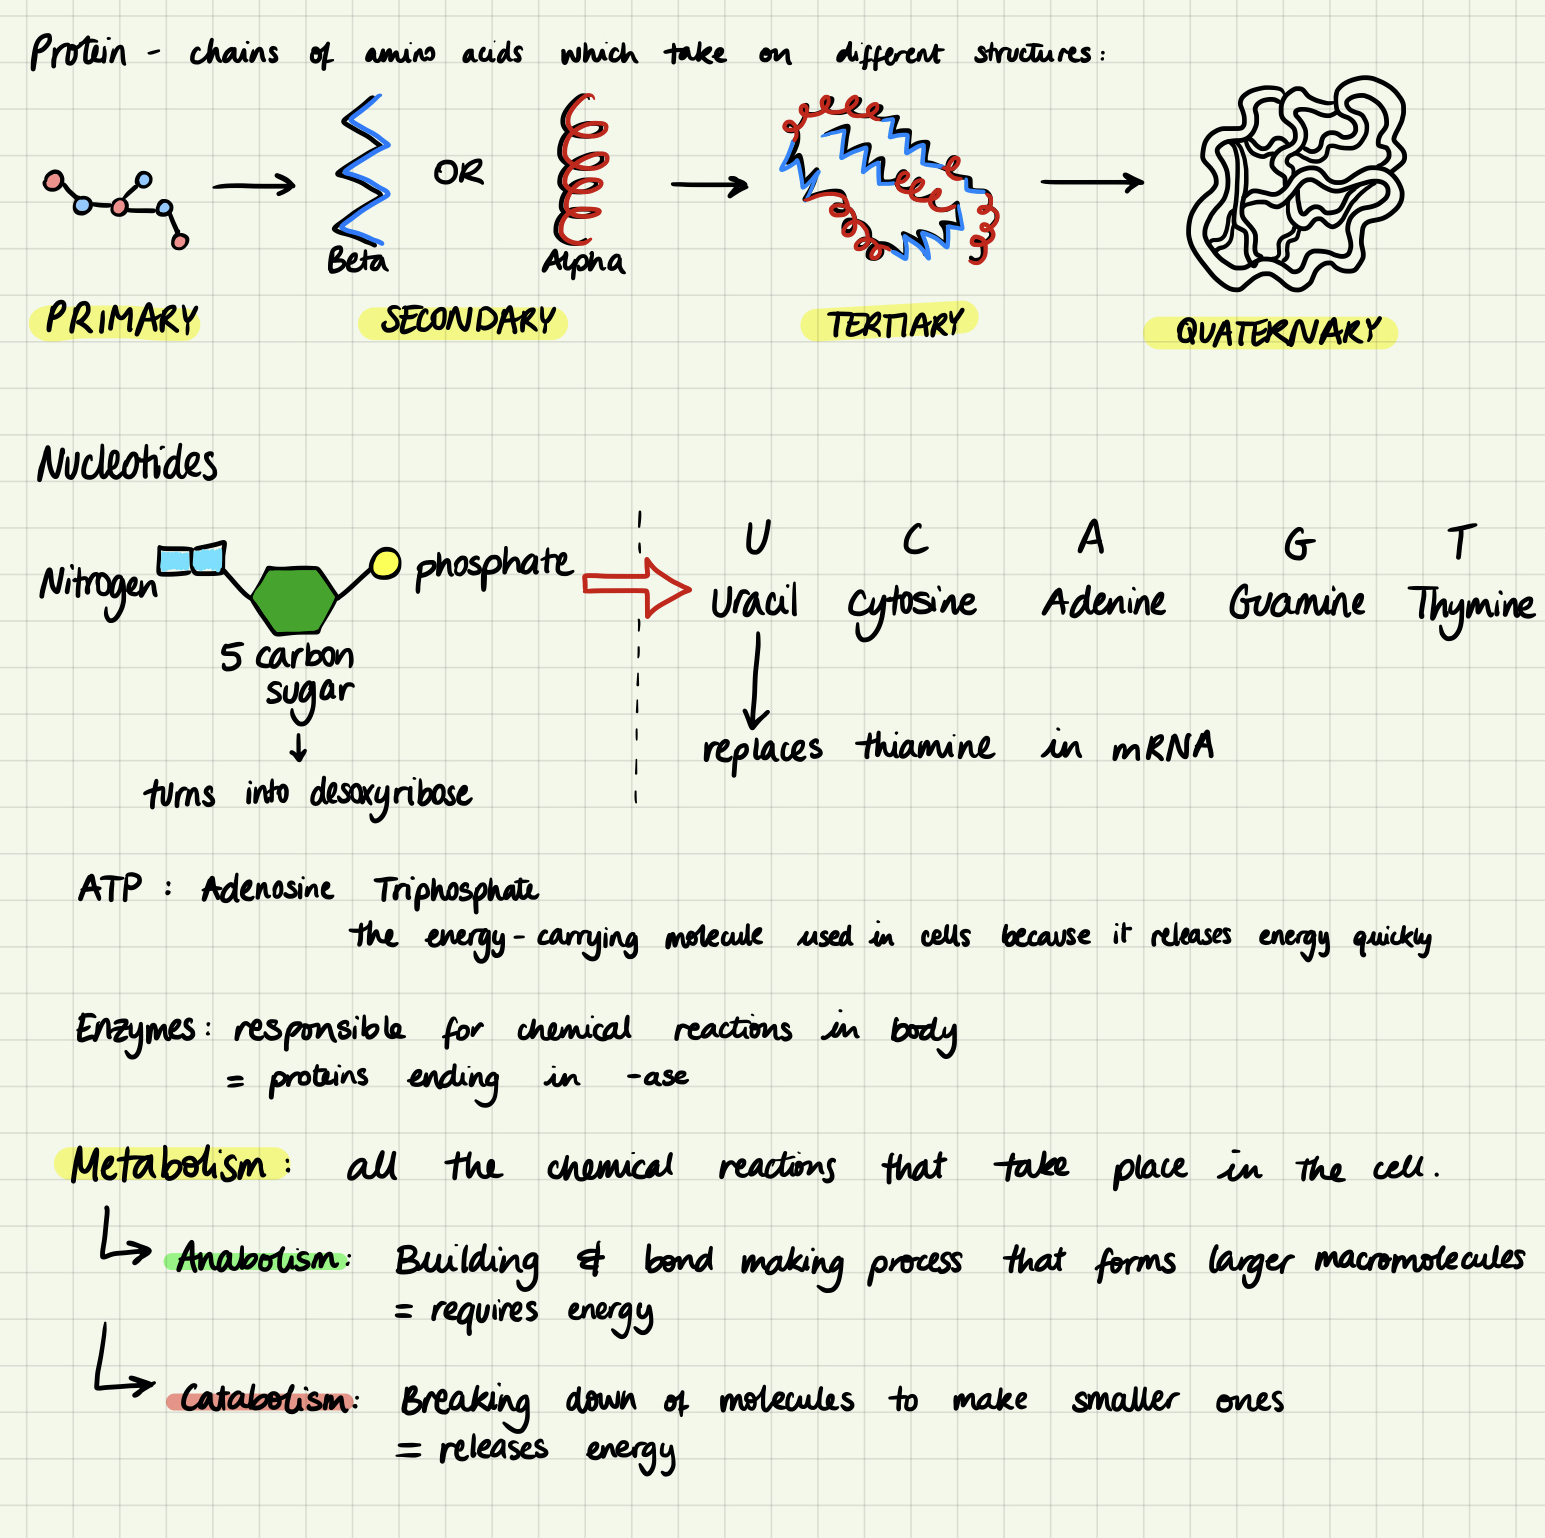 Protein - chains of amino acids which take on different structures:
OR
Beta
Alpha
PRIMARY
SECONDARY
TERTIARY
QUATERNARY
Nucleotides
U C A G T
Nitrogen
phosphate
Uracil Cytosine Adenine Guamine Thymine
5 carbon
sugar
replaces thiamine in mRNA
turns into desoxyribase
ATP : Adenosine Triphosphate
the energy-carrying molecule used in cells because it releases energy quickly
Enzymes: responsible for chemical reactions in body
= proteins ending in -ase
Metabolism: all the chemical reactions that take place in the cell.
Anabolism: Building & bond making process that forms larger macromolecules
= requires energy
Catabolism: Breaking down of molecules to make smaller ones
= releases energy